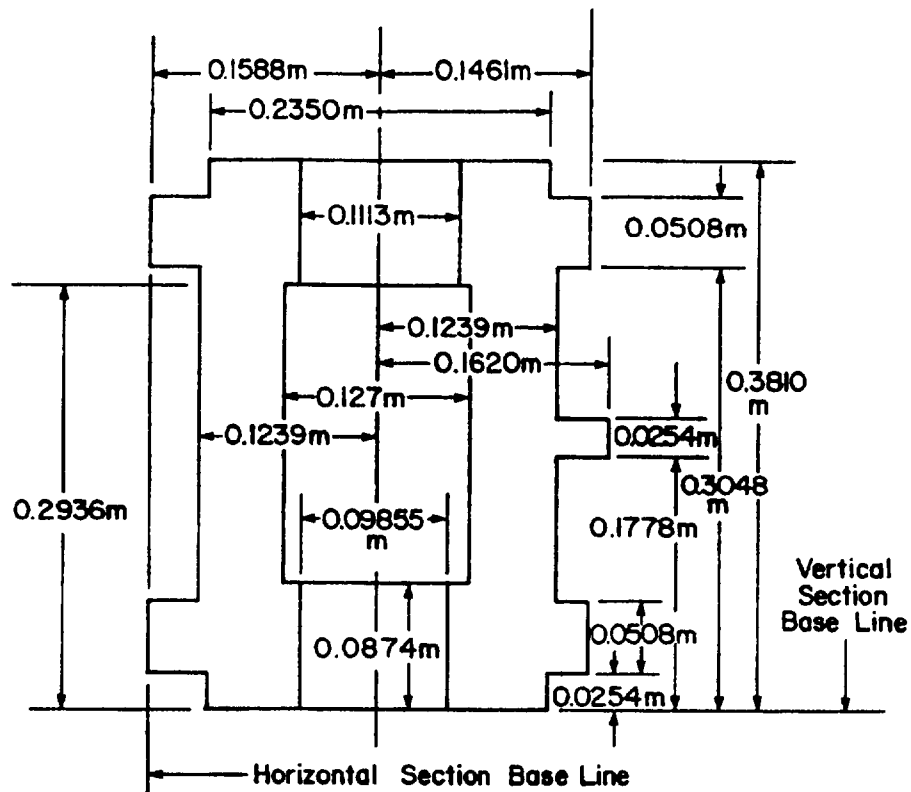 0.1588m
0.1461m
0.2350m
0.1113m
0.0508m
0.1239m
0.1620m
0.3810
m
0.127m
0.1239m
0.0254m
0.3048
m
0.2936m
0.09855
m
0.1778m
Vertical
Section
Base Line
0.0874m
0.0508m
0.0254m
Horizontal Section Base Line